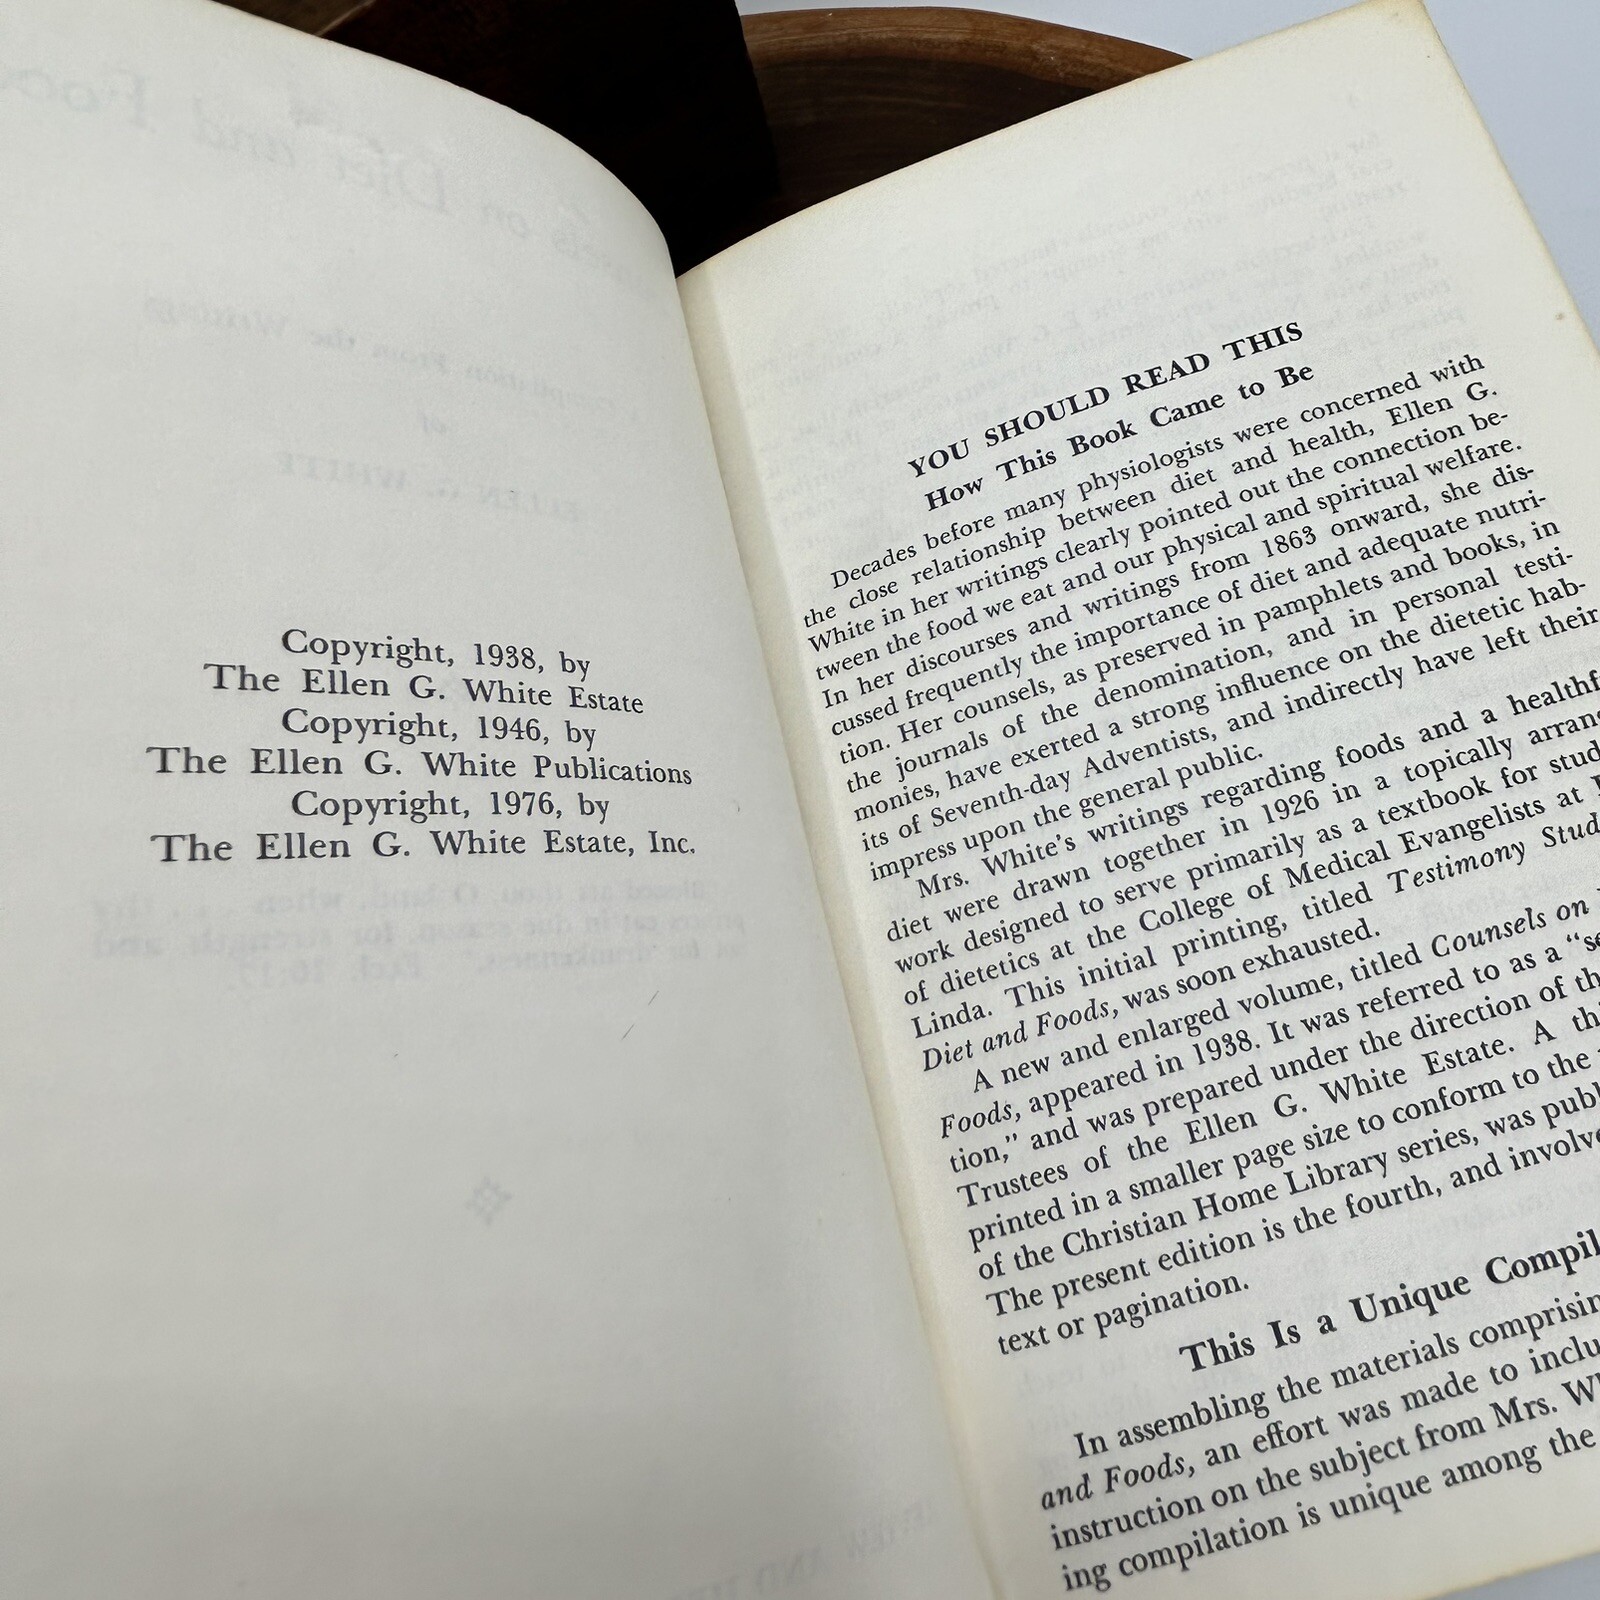 Copyright, 1938, by
The Ellen G. White Estate
Copyright, 1946, by
The Ellen G. White Publications
Copyright, 1976, by
The Ellen G. White Estate, Inc.
YOU SHOULD READ THIS
How This Book Came to Be
Decades before many physiologists were concerned with
the close relationship between diet and health, Ellen G.
White in her writings clearly pointed out the connection be-
tween the food we eat and our physical and spiritual welfare.
In her discourses and writings from 1863 onward, she dis-
cussed frequently the importance of diet and adequate nutri-
tion. Her counsels, as preserved in pamphlets and books, in
the journals of the denomination, and in personal testi-
monies, have exerted a strong influence on the dietetic hab-
its of Seventh-day Adventists, and indirectly have left their
impress upon the general public.
Mrs. White's writings regarding foods and a healthf
diet were drawn together in 1926 in a topically arran
work designed to serve primarily as a textbook for stud
of dietetics at the College of Medical Evangelists at
Linda. This initial printing, titled Testimony Stud
Diet and Foods, was soon exhausted.
A new and enlarged volume, titled Counsels on
Foods, appeared in 1938. It was referred to as a "se
tion," and was prepared under the direction of th
Trustees of the Ellen G. White Estate. A th
printed in a smaller page size to conform to the
of the Christian Home Library series, was publ
The present edition is the fourth, and involv
text or pagination.
This Is a Unique Compil
In assembling the materials comprisin
and Foods, an effort was made to inclu
instruction on the subject from Mrs. W
ing compilation is unique among the